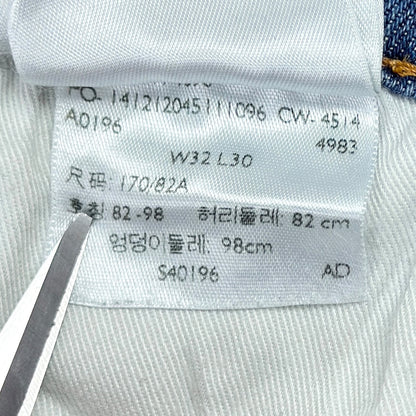 PO- 141212045111096 CW- 4514
A0196 4983
W32 L30
尺码: 170/82A
호칭 82-98 허리둘레: 82 cm
엉덩이둘레: 98cm
S40196 AD